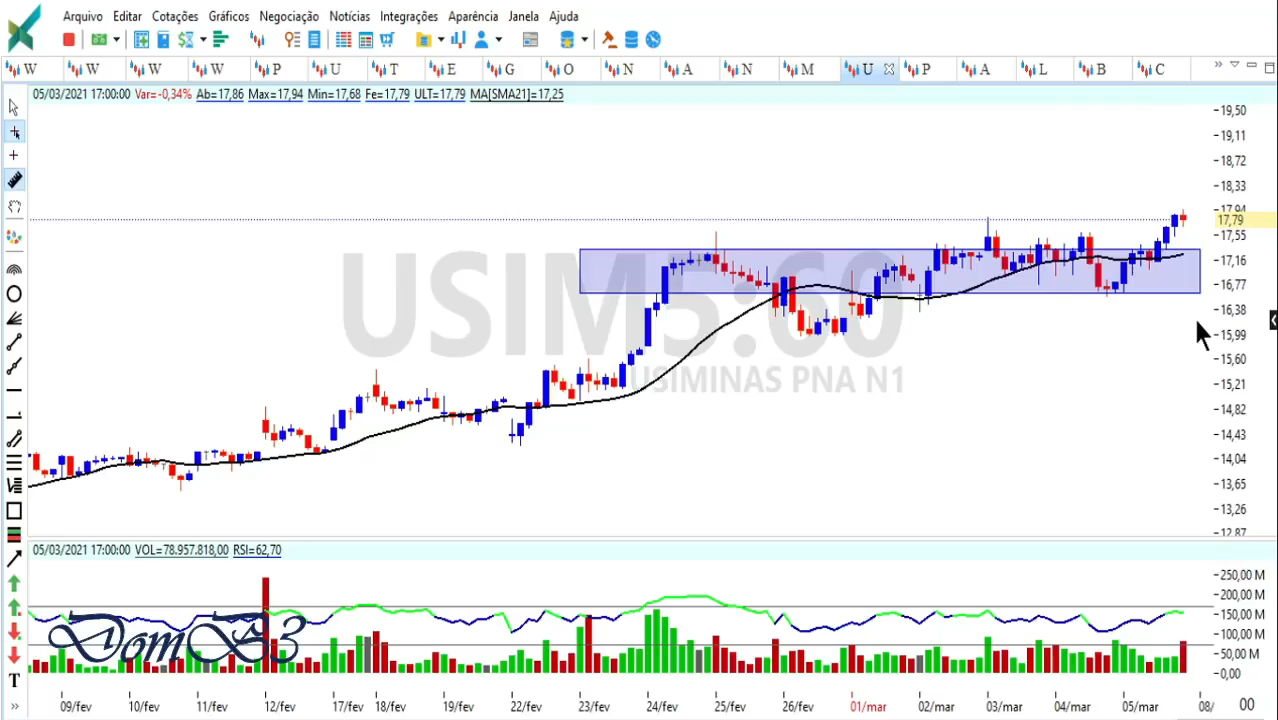 Arquivo Editar Cotações Gráficos Negociação Notícias Integrações Aparência Janela Ajuda
W W W W P U T E G O N A N M U P A L B C
05/03/2021 17:00:00 Var=-0,34% Ab=17,86 Max=17,94 Min=17,68 Fe=17,79 ULT=17,79 MA[SMA21]=17,25
19,50
19,11
18,72
18,33
17,94
17,79
17,55
17,16
16,77
16,38
15,99
15,60
15,21
14,82
14,43
14,04
13,65
13,26
12,87
USIM5:60
USIMINAS PNA N1
T
05/03/2021 17:00:00 VOL=78.957.818,00 RSI=62,70
250,00 M
200,00 M
150,00 M
100,00 M
50,00 M
0,00
DomB3
09/fev 10/fev 11/fev 12/fev 17/fev 18/fev 19/fev 22/fev 23/fev 24/fev 25/fev 26/fev 01/mar 02/mar 03/mar 04/mar 05/mar 08/ 00